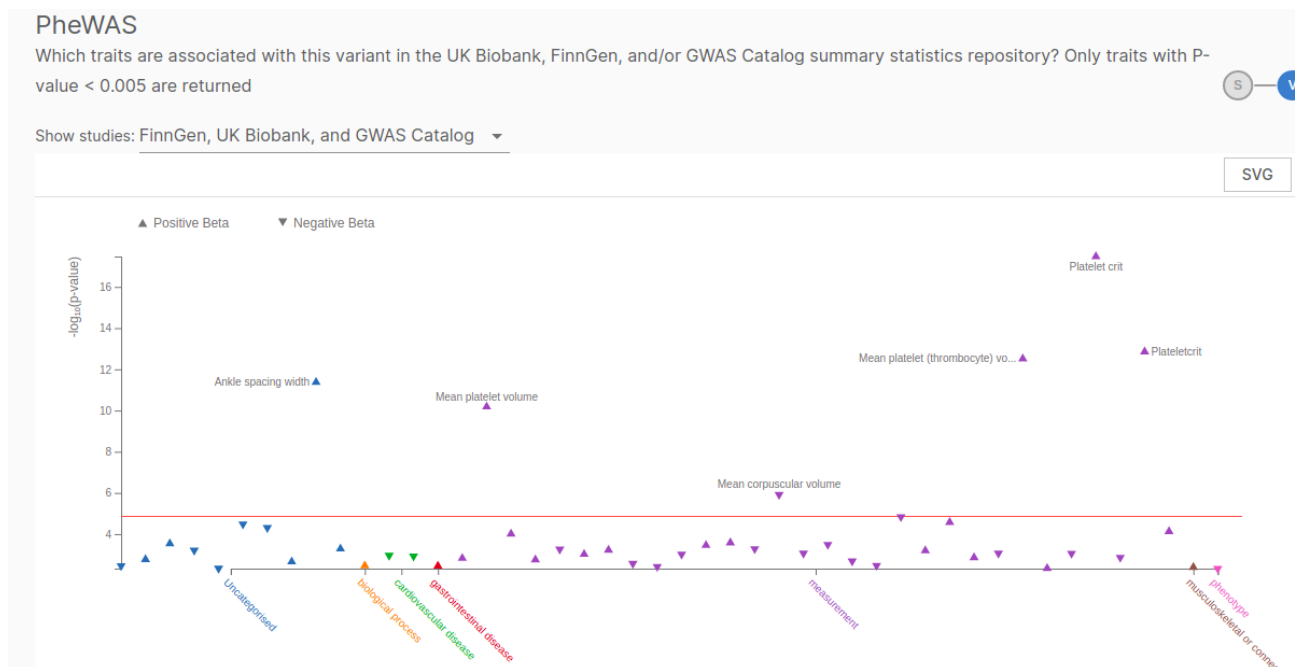 PheWAS
Which traits are associated with this variant in the UK Biobank, FinnGen, and/or GWAS Catalog summary statistics repository? Only traits with P-
value < 0.005 are returned
S
V
Show studies: FinnGen, UK Biobank, and GWAS Catalog
SVG
Positive Beta
Negative Beta
-log₁₀(p-value)
16
14
12
10
8
6
4
Platelet crit
Mean platelet (thrombocyte) vo...
Plateletcrit
Ankle spacing width
Mean platelet volume
Mean corpuscular volume
Uncategorised
biological process
cardiovascular disease
gastrointestinal disease
measurement
musculoskeletal or connec
phenotype